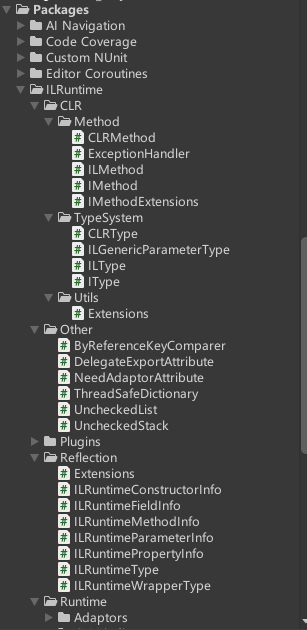 Packages
AI Navigation
Code Coverage
Custom NUnit
Editor Coroutines
ILRuntime
CLR
Method
CLRMethod
ExceptionHandler
ILMethod
IMethod
IMethodExtensions
TypeSystem
CLRType
ILGenericParameterType
ILType
IType
Utils
Extensions
Other
ByReferenceKeyComparer
DelegateExportAttribute
NeedAdaptorAttribute
ThreadSafeDictionary
UncheckedList
UncheckedStack
Plugins
Reflection
Extensions
ILRuntimeConstructorInfo
ILRuntimeFieldInfo
ILRuntimeMethodInfo
ILRuntimeParameterInfo
ILRuntimePropertyInfo
ILRuntimeType
ILRuntimeWrapperType
Runtime
Adaptors